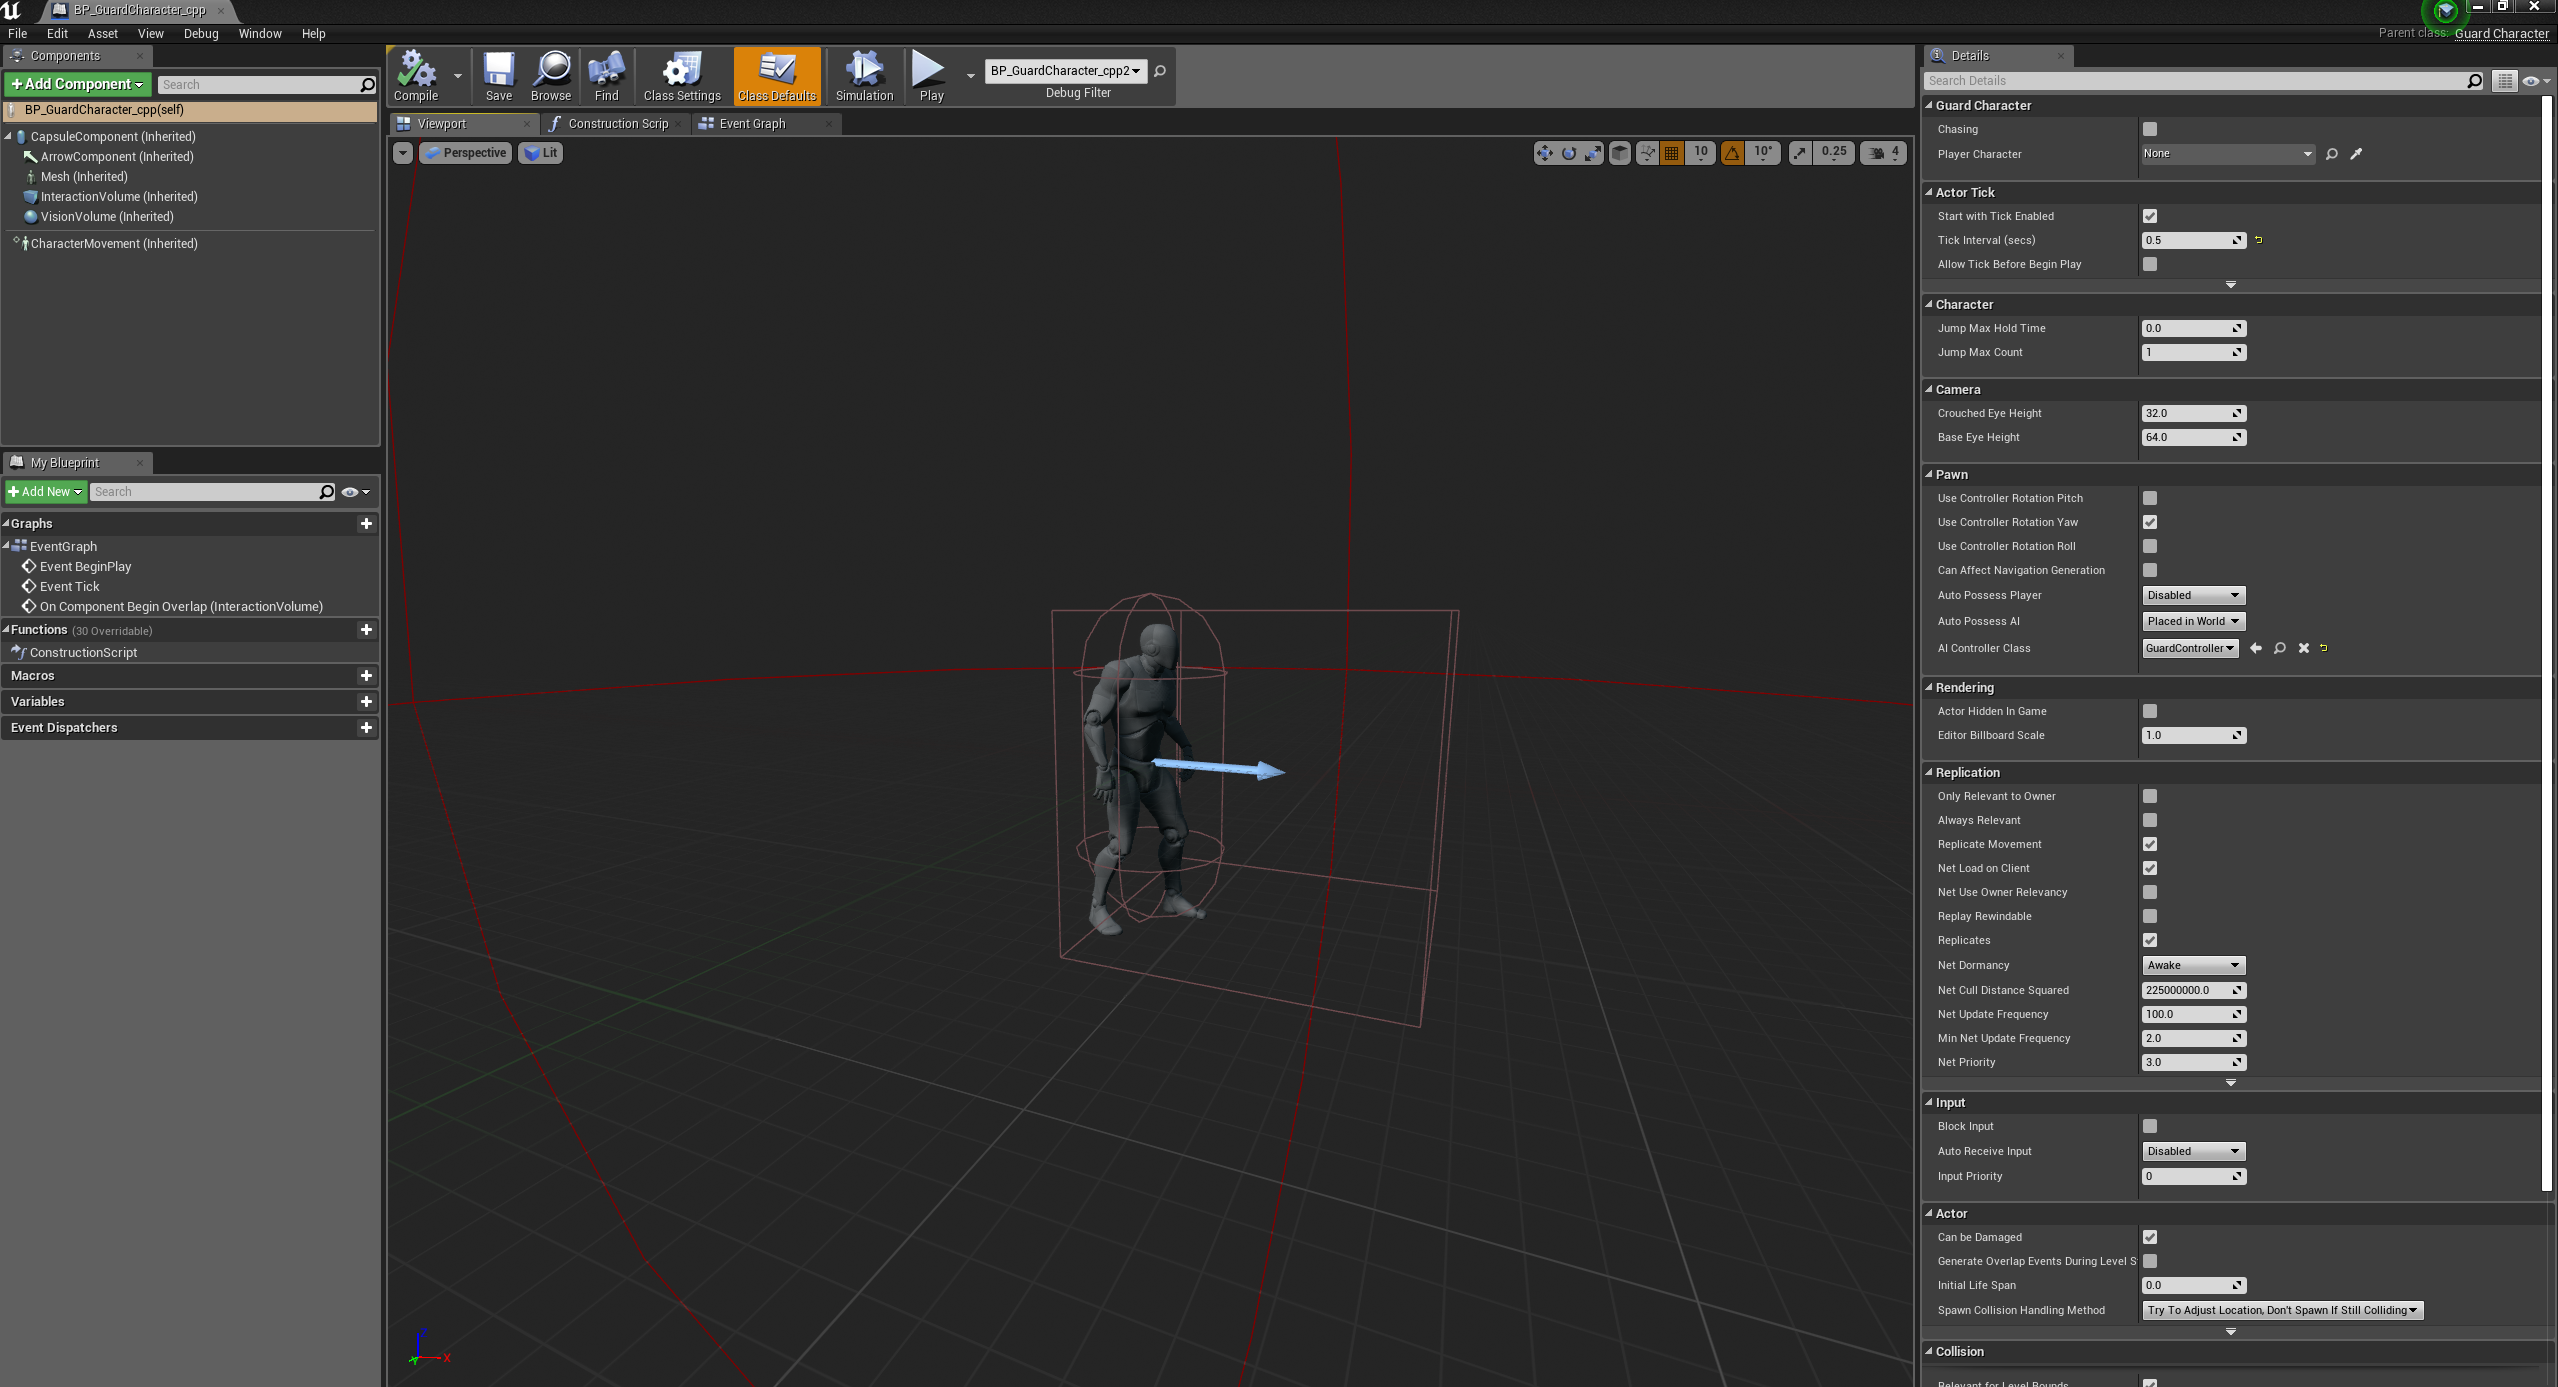 BP_GuardCharacter_cpp
File Edit Asset View Debug Window Help
Parent class: Guard Character
Components
+Add Component
Search
BP_GuardCharacter_cpp(self)
CapsuleComponent (Inherited)
ArrowComponent (Inherited)
Mesh (Inherited)
InteractionVolume (Inherited)
VisionVolume (Inherited)
CharacterMovement (Inherited)
My Blueprint
+Add New
Search
Graphs
EventGraph
Event BeginPlay
Event Tick
On Component Begin Overlap (InteractionVolume)
Functions (30 Overridable)
ConstructionScript
Macros
Variables
Event Dispatchers
Compile
Save
Browse
Find
Class Settings
Class Defaults
Simulation
Play
BP_GuardCharacter_cpp2
Debug Filter
Viewport
Construction Scrip
Event Graph
Perspective
Lit
10
10°
0.25
4
Z
Y
X
Details
Search Details
Guard Character
Chasing
Player Character None
Actor Tick
Start with Tick Enabled
Tick Interval (secs) 0.5
Allow Tick Before Begin Play
Character
Jump Max Hold Time 0.0
Jump Max Count 1
Camera
Crouched Eye Height 32.0
Base Eye Height 64.0
Pawn
Use Controller Rotation Pitch
Use Controller Rotation Yaw
Use Controller Rotation Roll
Can Affect Navigation Generation
Auto Possess Player Disabled
Auto Possess AI Placed in World
AI Controller Class GuardController
Rendering
Actor Hidden In Game
Editor Billboard Scale 1.0
Replication
Only Relevant to Owner
Always Relevant
Replicate Movement
Net Load on Client
Net Use Owner Relevancy
Replay Rewindable
Replicates
Net Dormancy Awake
Net Cull Distance Squared 225000000.0
Net Update Frequency 100.0
Min Net Update Frequency 2.0
Net Priority 3.0
Input
Block Input
Auto Receive Input Disabled
Input Priority 0
Actor
Can be Damaged
Generate Overlap Events During Level S
Initial Life Span 0.0
Spawn Collision Handling Method Try To Adjust Location, Don't Spawn If Still Colliding
Collision
Relevant for Level Bounds